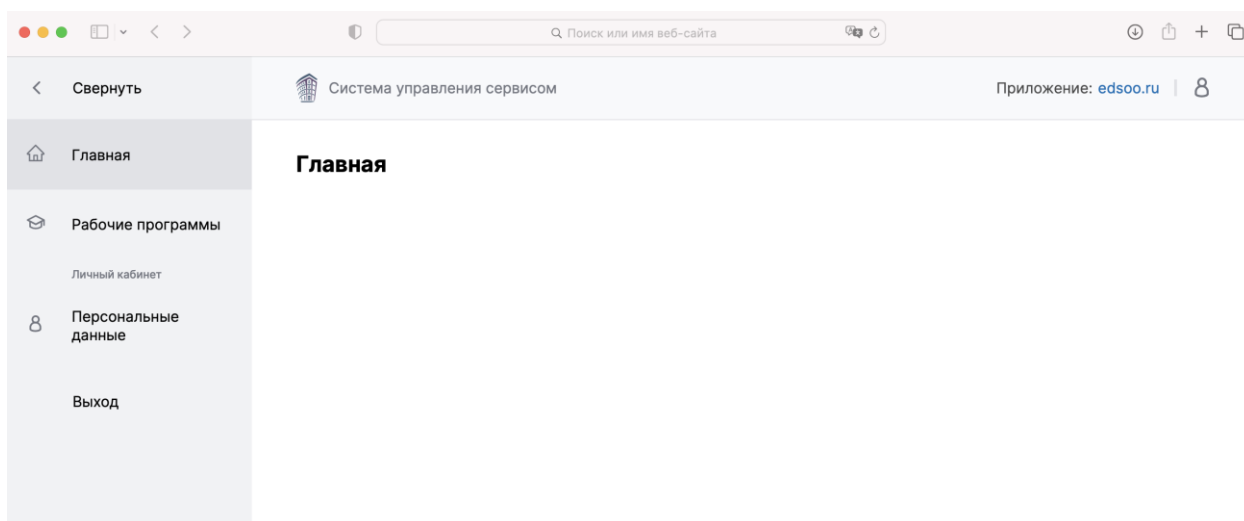 Поиск или имя веб-сайта
Свернуть
Система управления сервисом
Приложение: edsoo.ru
Главная
Главная
Рабочие программы
Личный кабинет
Персональные
данные
Выход